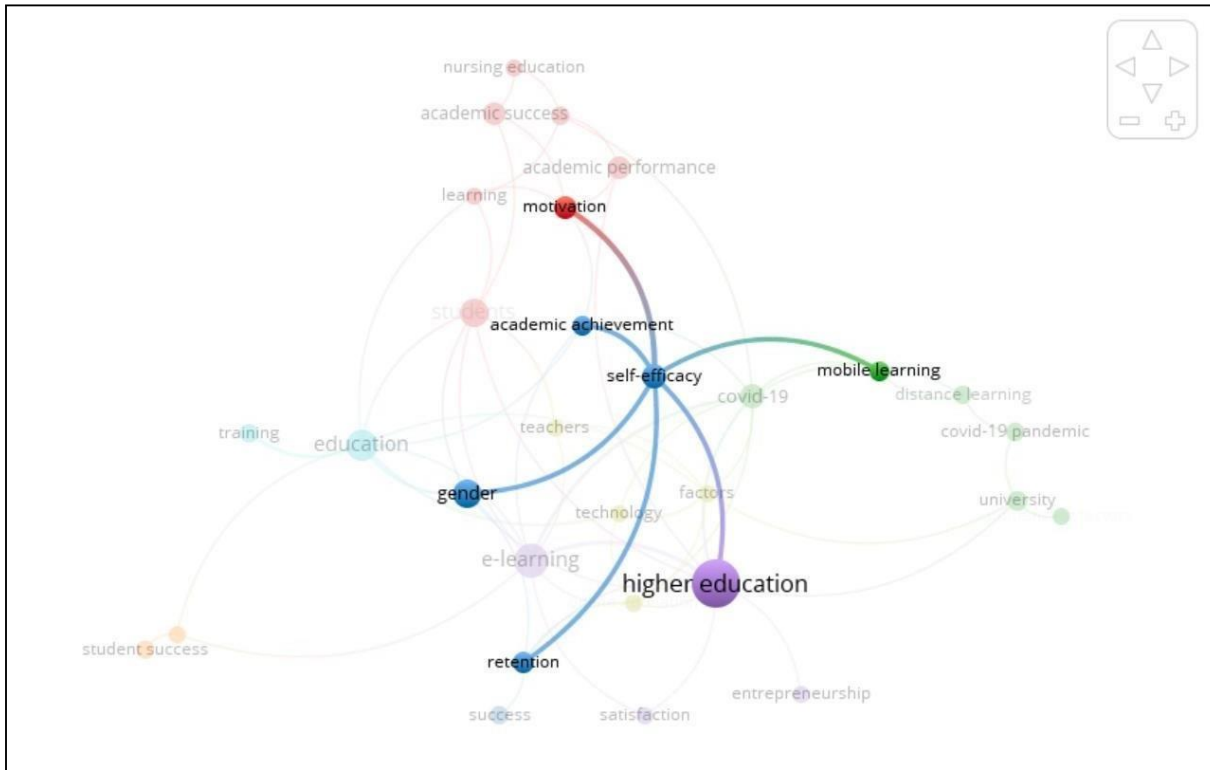 nursing education
academic success
academic performance
learning
motivation
students
academic achievement
self-efficacy
mobile learning
covid-19
distance learning
teachers
training
education
covid-19 pandemic
gender
factors
university
technology
e-learning
higher education
student success
retention
entrepreneurship
success
satisfaction